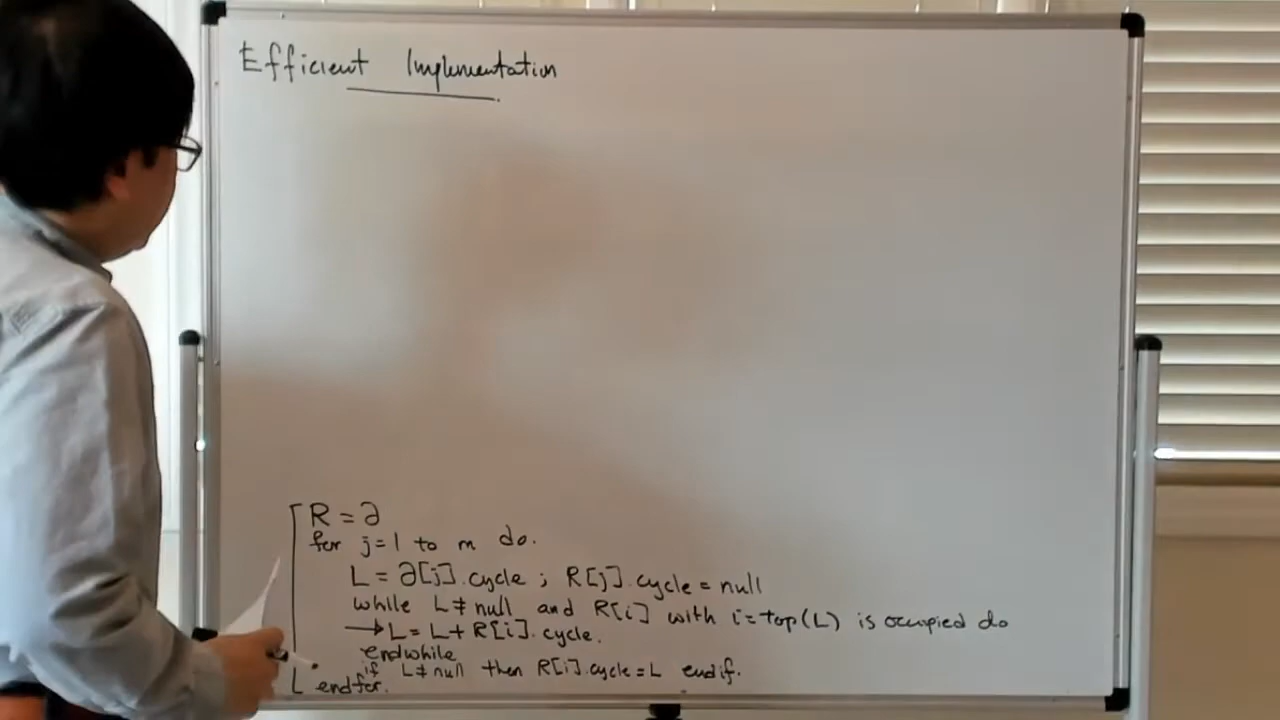 Efficient Implementation
R = ∂
for j=1 to m do.
L = ∂[j].cycle ; R[j].cycle = null
while L ≠ null and R[i] with i=top(L) is occupied do
→ L = L + R[i].cycle.
endwhile
if L ≠ null then R[i].cycle = L endif.
endfor.